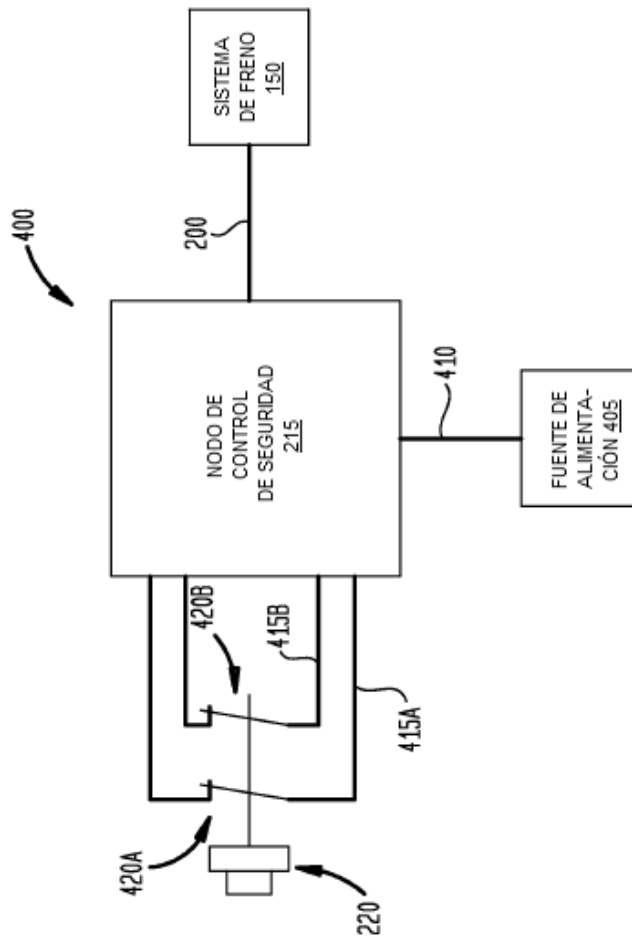 400
SISTEMA
DE FRENO
150
200
NODO DE
CONTROL
DE SEGURIDAD
215
410
FUENTE DE
ALIMENTA-
CIÓN 405
420B
415B
415A
420A
220